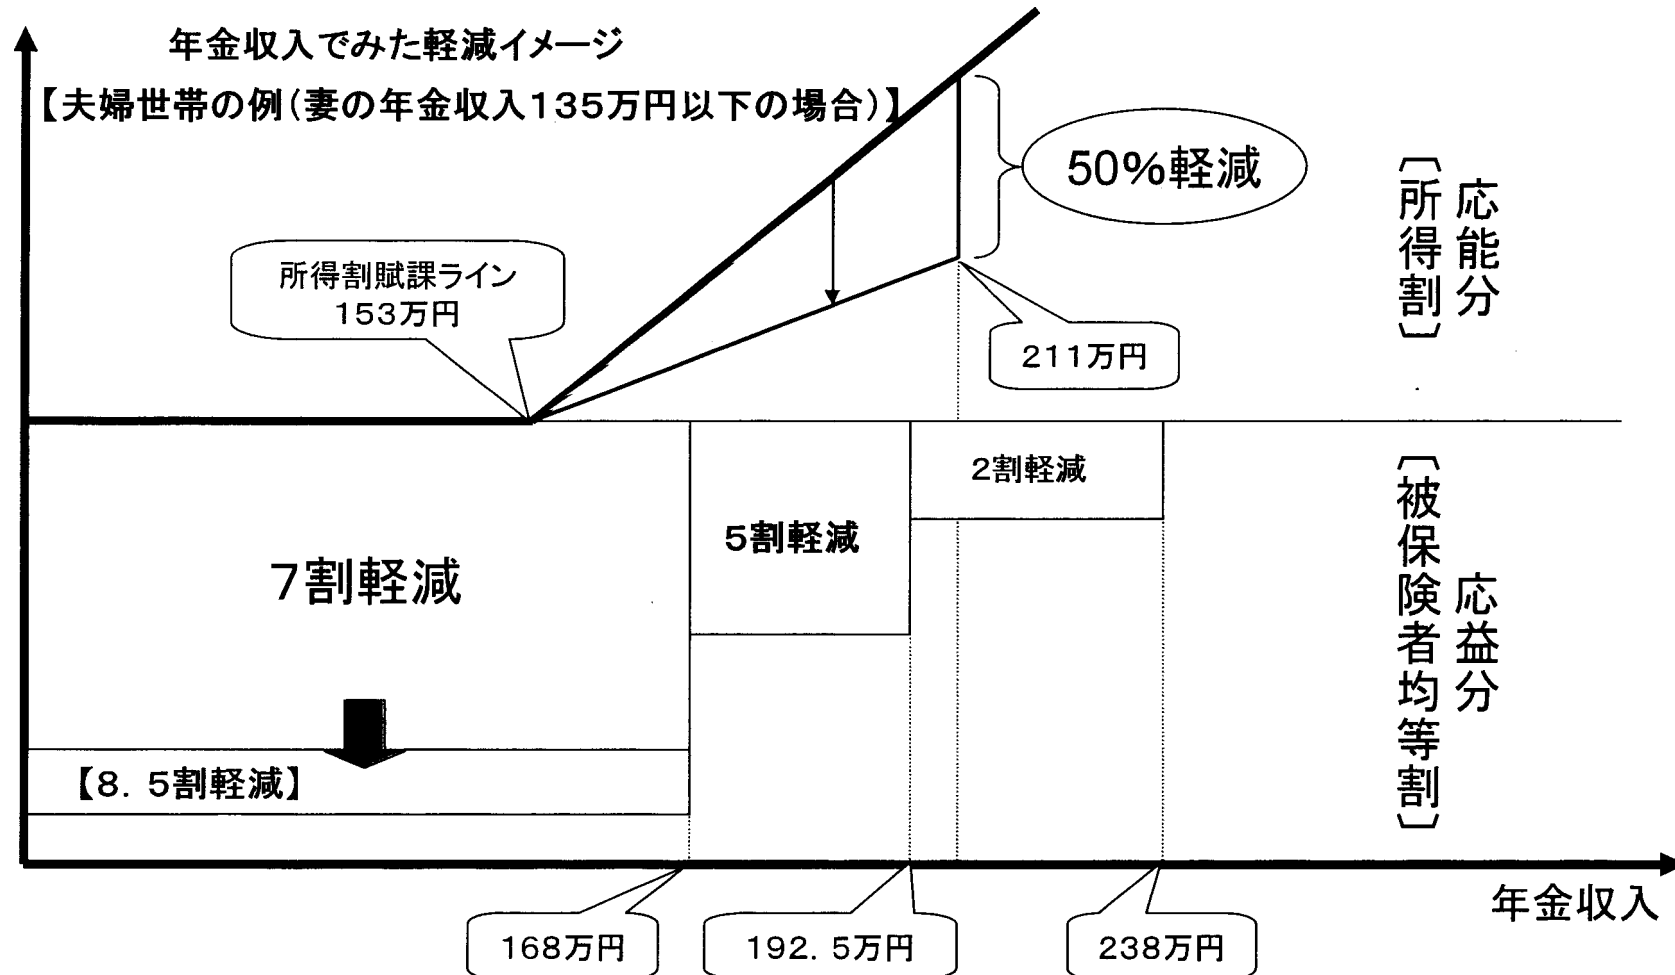 年金収入でみた軽減イメージ
【夫婦世帯の例(妻の年金収入135万円以下の場合)】
50%軽減
所得割賦課ライン
153万円
211万円
応能分
〔所得割〕
2割軽減
5割軽減
7割軽減
【8．5割軽減】
応益分
〔被保険者均等割〕
年金収入
168万円
192．5万円
238万円